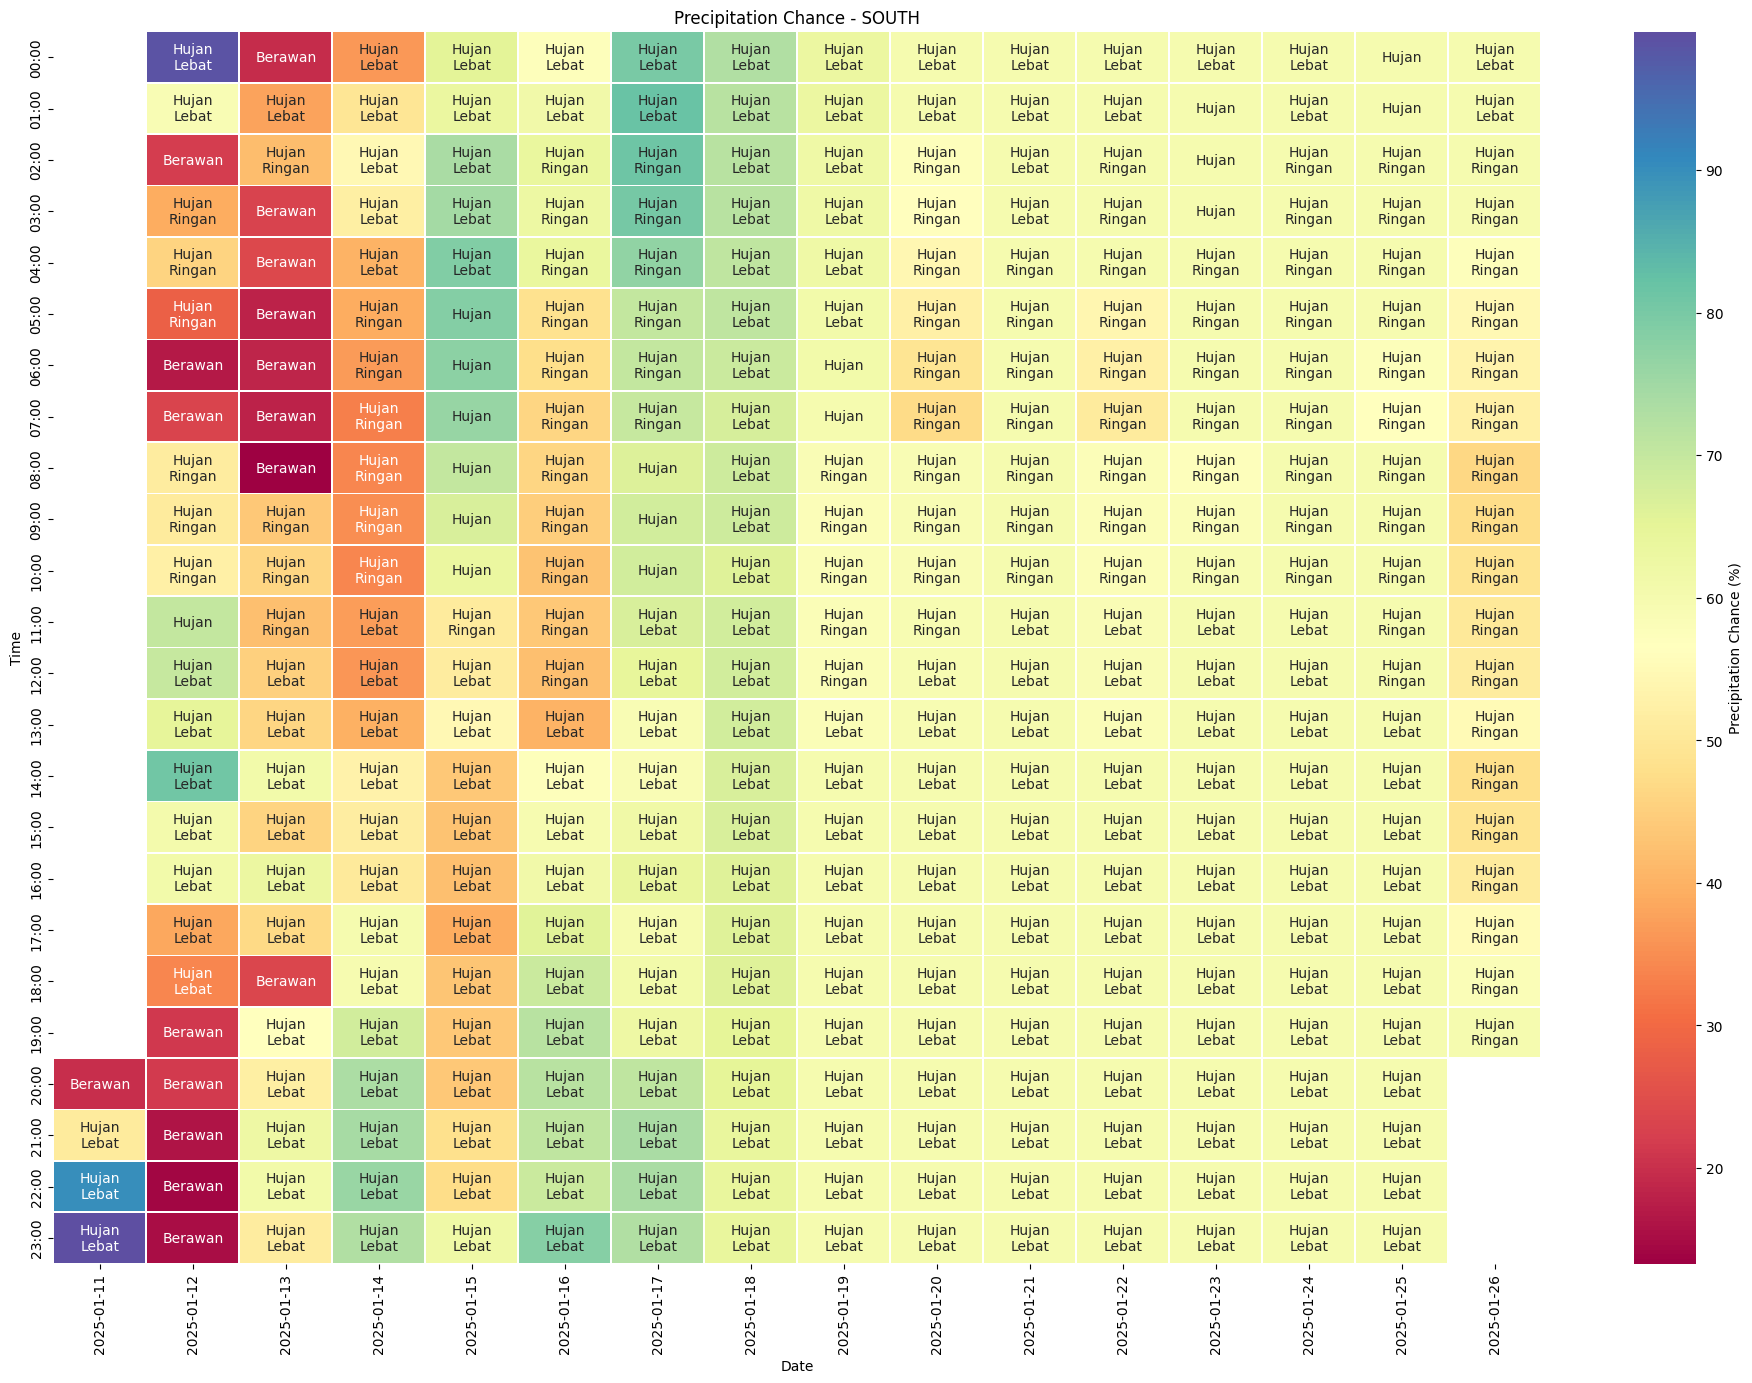 Precipitation Chance - SOUTH
00:00 Hujan Lebat Berawan Hujan Lebat Hujan Lebat Hujan Lebat Hujan Lebat Hujan Lebat Hujan Lebat Hujan Lebat Hujan Lebat Hujan Lebat Hujan Lebat Hujan Lebat Hujan Hujan Lebat
01:00 Hujan Lebat Hujan Lebat Hujan Lebat Hujan Lebat Hujan Lebat Hujan Lebat Hujan Lebat Hujan Lebat Hujan Lebat Hujan Lebat Hujan Lebat Hujan Hujan Lebat Hujan Hujan Lebat
02:00 Berawan Hujan Ringan Hujan Lebat Hujan Lebat Hujan Ringan Hujan Ringan Hujan Lebat Hujan Lebat Hujan Ringan Hujan Lebat Hujan Ringan Hujan Hujan Ringan Hujan Ringan Hujan Ringan
03:00 Hujan Ringan Berawan Hujan Lebat Hujan Lebat Hujan Ringan Hujan Ringan Hujan Lebat Hujan Lebat Hujan Ringan Hujan Lebat Hujan Ringan Hujan Hujan Ringan Hujan Ringan Hujan Ringan
04:00 Hujan Ringan Berawan Hujan Lebat Hujan Lebat Hujan Ringan Hujan Ringan Hujan Lebat Hujan Lebat Hujan Ringan Hujan Ringan Hujan Ringan Hujan Ringan Hujan Ringan Hujan Ringan Hujan Ringan
05:00 Hujan Ringan Berawan Hujan Ringan Hujan Hujan Ringan Hujan Ringan Hujan Lebat Hujan Lebat Hujan Ringan Hujan Ringan Hujan Ringan Hujan Ringan Hujan Ringan Hujan Ringan Hujan Ringan
06:00 Berawan Berawan Hujan Ringan Hujan Hujan Ringan Hujan Ringan Hujan Lebat Hujan Hujan Ringan Hujan Ringan Hujan Ringan Hujan Ringan Hujan Ringan Hujan Ringan Hujan Ringan
07:00 Berawan Berawan Hujan Ringan Hujan Hujan Ringan Hujan Ringan Hujan Lebat Hujan Hujan Ringan Hujan Ringan Hujan Ringan Hujan Ringan Hujan Ringan Hujan Ringan Hujan Ringan
08:00 Hujan Ringan Berawan Hujan Ringan Hujan Hujan Ringan Hujan Hujan Lebat Hujan Ringan Hujan Ringan Hujan Ringan Hujan Ringan Hujan Ringan Hujan Ringan Hujan Ringan Hujan Ringan
09:00 Hujan Ringan Hujan Ringan Hujan Ringan Hujan Hujan Ringan Hujan Hujan Lebat Hujan Ringan Hujan Ringan Hujan Ringan Hujan Ringan Hujan Ringan Hujan Ringan Hujan Ringan Hujan Ringan
10:00 Hujan Ringan Hujan Ringan Hujan Ringan Hujan Hujan Ringan Hujan Hujan Lebat Hujan Ringan Hujan Ringan Hujan Ringan Hujan Ringan Hujan Ringan Hujan Ringan Hujan Ringan Hujan Ringan
11:00 Hujan Hujan Ringan Hujan Lebat Hujan Ringan Hujan Ringan Hujan Lebat Hujan Lebat Hujan Ringan Hujan Ringan Hujan Lebat Hujan Lebat Hujan Lebat Hujan Lebat Hujan Ringan Hujan Ringan
12:00 Hujan Lebat Hujan Lebat Hujan Lebat Hujan Lebat Hujan Ringan Hujan Lebat Hujan Lebat Hujan Ringan Hujan Lebat Hujan Lebat Hujan Lebat Hujan Lebat Hujan Lebat Hujan Ringan Hujan Ringan
13:00 Hujan Lebat Hujan Lebat Hujan Lebat Hujan Lebat Hujan Lebat Hujan Lebat Hujan Lebat Hujan Lebat Hujan Lebat Hujan Lebat Hujan Lebat Hujan Lebat Hujan Lebat Hujan Lebat Hujan Ringan
14:00 Hujan Lebat Hujan Lebat Hujan Lebat Hujan Lebat Hujan Lebat Hujan Lebat Hujan Lebat Hujan Lebat Hujan Lebat Hujan Lebat Hujan Lebat Hujan Lebat Hujan Lebat Hujan Lebat Hujan Ringan
15:00 Hujan Lebat Hujan Lebat Hujan Lebat Hujan Lebat Hujan Lebat Hujan Lebat Hujan Lebat Hujan Lebat Hujan Lebat Hujan Lebat Hujan Lebat Hujan Lebat Hujan Lebat Hujan Lebat Hujan Ringan
16:00 Hujan Lebat Hujan Lebat Hujan Lebat Hujan Lebat Hujan Lebat Hujan Lebat Hujan Lebat Hujan Lebat Hujan Lebat Hujan Lebat Hujan Lebat Hujan Lebat Hujan Lebat Hujan Lebat Hujan Ringan
17:00 Hujan Lebat Hujan Lebat Hujan Lebat Hujan Lebat Hujan Lebat Hujan Lebat Hujan Lebat Hujan Lebat Hujan Lebat Hujan Lebat Hujan Lebat Hujan Lebat Hujan Lebat Hujan Lebat Hujan Ringan
18:00 Hujan Lebat Berawan Hujan Lebat Hujan Lebat Hujan Lebat Hujan Lebat Hujan Lebat Hujan Lebat Hujan Lebat Hujan Lebat Hujan Lebat Hujan Lebat Hujan Lebat Hujan Lebat Hujan Ringan
19:00 Berawan Hujan Lebat Hujan Lebat Hujan Lebat Hujan Lebat Hujan Lebat Hujan Lebat Hujan Lebat Hujan Lebat Hujan Lebat Hujan Lebat Hujan Lebat Hujan Lebat Hujan Lebat Hujan Ringan
20:00 Berawan Berawan Hujan Lebat Hujan Lebat Hujan Lebat Hujan Lebat Hujan Lebat Hujan Lebat Hujan Lebat Hujan Lebat Hujan Lebat Hujan Lebat Hujan Lebat Hujan Lebat Hujan Lebat
21:00 Hujan Lebat Berawan Hujan Lebat Hujan Lebat Hujan Lebat Hujan Lebat Hujan Lebat Hujan Lebat Hujan Lebat Hujan Lebat Hujan Lebat Hujan Lebat Hujan Lebat Hujan Lebat Hujan Lebat
22:00 Hujan Lebat Berawan Hujan Lebat Hujan Lebat Hujan Lebat Hujan Lebat Hujan Lebat Hujan Lebat Hujan Lebat Hujan Lebat Hujan Lebat Hujan Lebat Hujan Lebat Hujan Lebat Hujan Lebat
23:00 Hujan Lebat Berawan Hujan Lebat Hujan Lebat Hujan Lebat Hujan Lebat Hujan Lebat Hujan Lebat Hujan Lebat Hujan Lebat Hujan Lebat Hujan Lebat Hujan Lebat Hujan Lebat Hujan Lebat
Time
2025-01-11 2025-01-12 2025-01-13 2025-01-14 2025-01-15 2025-01-16 2025-01-17 2025-01-18 2025-01-19 2025-01-20 2025-01-21 2025-01-22 2025-01-23 2025-01-24 2025-01-25 2025-01-26
Date
90
80
70
60
50
40
30
20
Precipitation Chance (%)